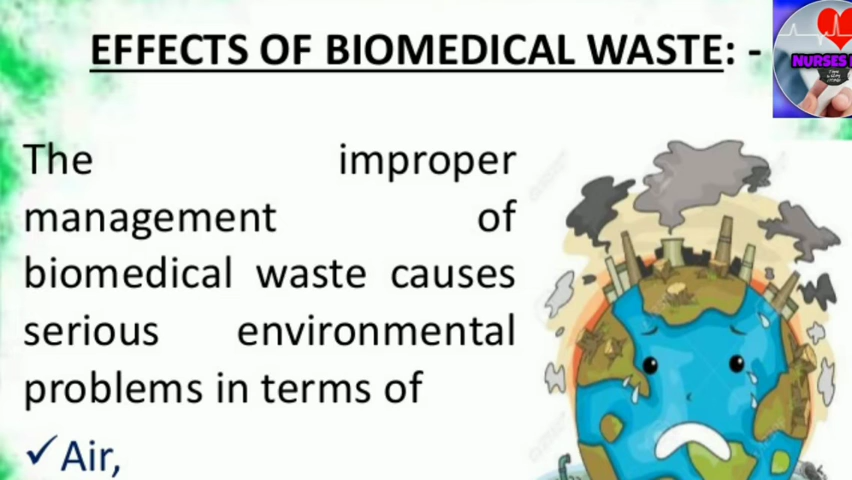 EFFECTS OF BIOMEDICAL WASTE: -
NURSES
The improper
management of
biomedical waste causes
serious environmental
problems in terms of
✓Air,